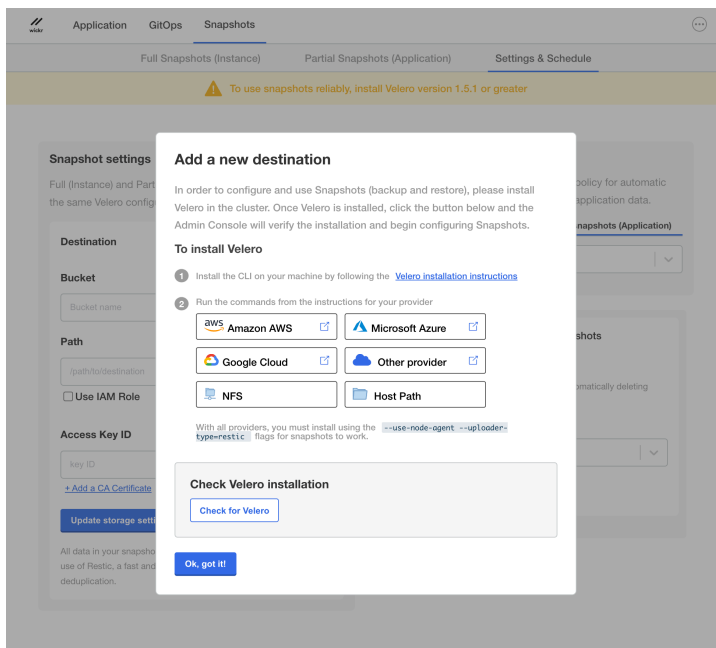 wickr
Application GitOps Snapshots
Full Snapshots (Instance) Partial Snapshots (Application) Settings & Schedule
To use snapshots reliably, install Velero version 1.5.1 or greater
Snapshot settings
Full (Instance) and Part
the same Velero config
Destination
Bucket
Bucket name
Path
/path/to/destination
Use IAM Role
Access Key ID
key ID
+ Add a CA Certificate
Update storage setti
All data in your snapsho
use of Restic, a fast and
deduplication.
Add a new destination
In order to configure and use Snapshots (backup and restore), please install
Velero in the cluster. Once Velero is installed, click the button below and the
Admin Console will verify the installation and begin configuring Snapshots.
To install Velero
1 Install the CLI on your machine by following the Velero installation instructions
2 Run the commands from the instructions for your provider
aws Amazon AWS
Microsoft Azure
Google Cloud
Other provider
NFS
Host Path
With all providers, you must install using the --use-node-agent --uploader-
type=restic flags for snapshots to work.
Check Velero installation
Check for Velero
Ok, got it!
policy for automatic
application data.
napshots (Application)
shots
omatically deleting